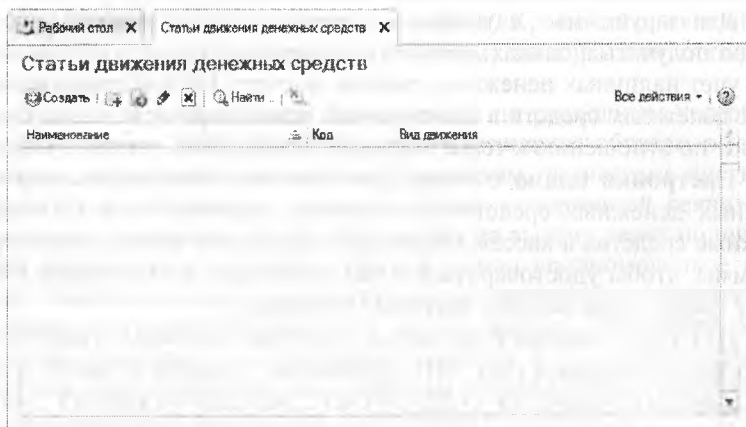 Рабочий стол X Статьи движения денежных средств X
Статьи движения денежных средств
Создать Найти... Все действия ?
Наименование Код Вид движения